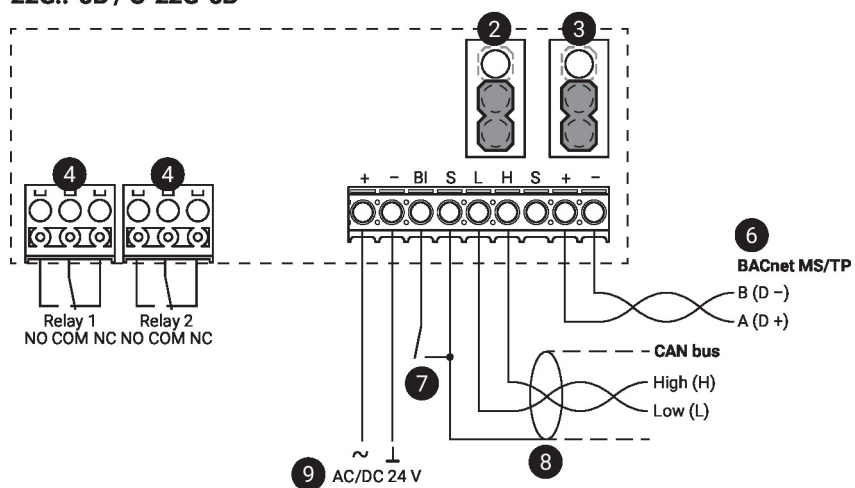 2
3
4
4
+ − BI S L H S + −
6
BACnet MS/TP
B (D −)
A (D +)
Relay 1
NO COM NC
Relay 2
NO COM NC
CAN bus
High (H)
Low (L)
7
8
9
~ ⊥
AC/DC 24 V